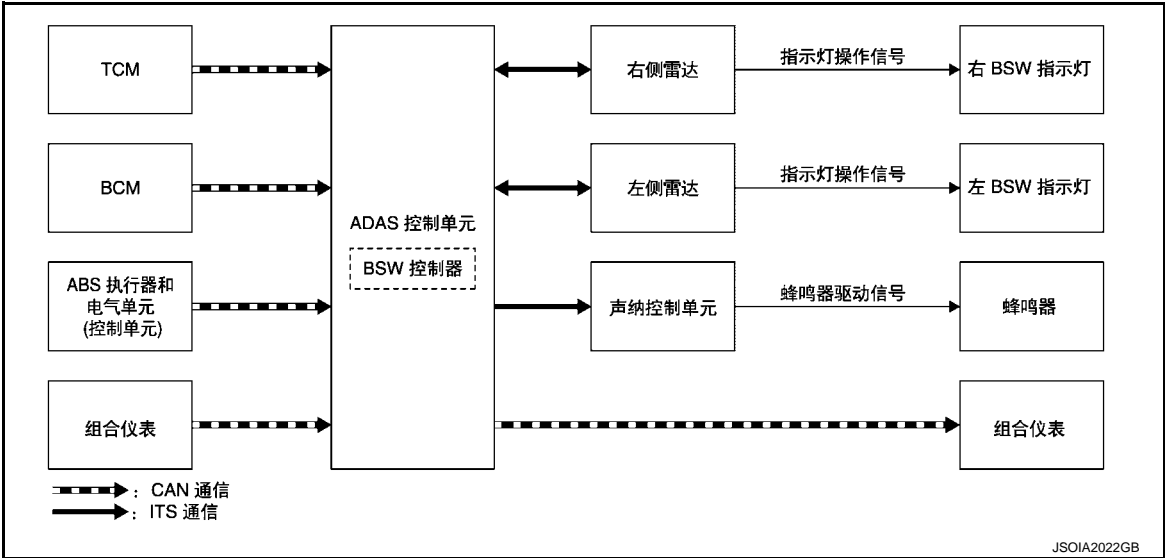 TCM
右侧雷达
指示灯操作信号
右 BSW 指示灯
BCM
左侧雷达
指示灯操作信号
左 BSW 指示灯
ADAS 控制单元
BSW 控制器
ABS 执行器和
电气单元
(控制单元)
声纳控制单元
蜂鸣器驱动信号
蜂鸣器
组合仪表
组合仪表
：CAN 通信
：ITS 通信
JSOIA2022GB